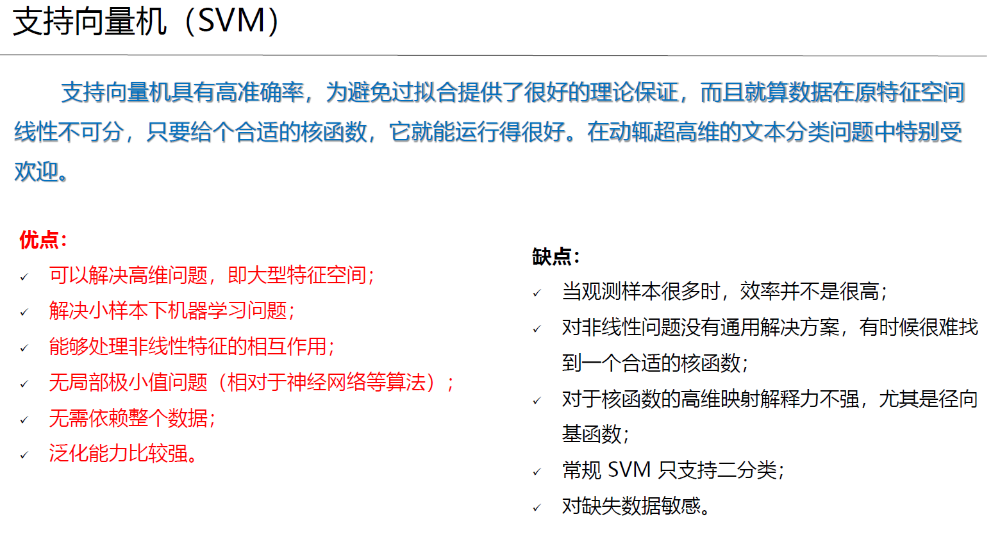 支持向量机（SVM）
支持向量机具有高准确率，为避免过拟合提供了很好的理论保证，而且就算数据在原特征空间
线性不可分，只要给个合适的核函数，它就能运行得很好。在动辄超高维的文本分类问题中特别受
欢迎。
优点：
✓ 可以解决高维问题，即大型特征空间；
✓ 解决小样本下机器学习问题；
✓ 能够处理非线性特征的相互作用；
✓ 无局部极小值问题（相对于神经网络等算法）；
✓ 无需依赖整个数据；
✓ 泛化能力比较强。
缺点：
✓ 当观测样本很多时，效率并不是很高；
✓ 对非线性问题没有通用解决方案，有时候很难找
到一个合适的核函数；
✓ 对于核函数的高维映射解释力不强，尤其是径向
基函数；
✓ 常规 SVM 只支持二分类；
✓ 对缺失数据敏感。